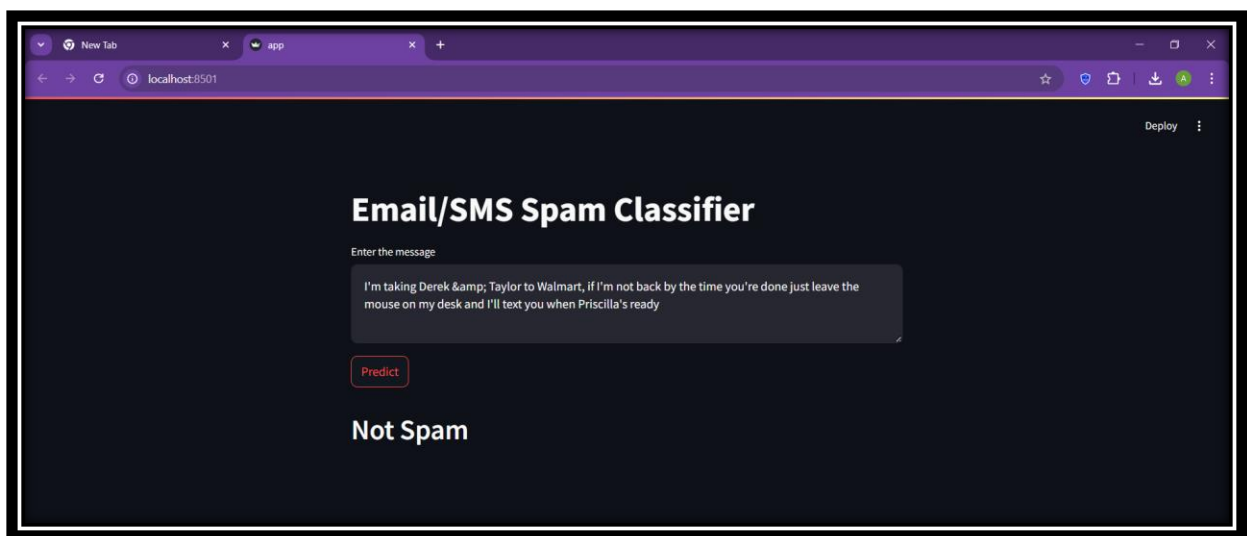 New Tab
app
localhost:8501
A
Deploy
Email/SMS Spam Classifier
Enter the message
I'm taking Derek &amp; Taylor to Walmart, if I'm not back by the time you're done just leave the
mouse on my desk and I'll text you when Priscilla's ready
Predict
Not Spam